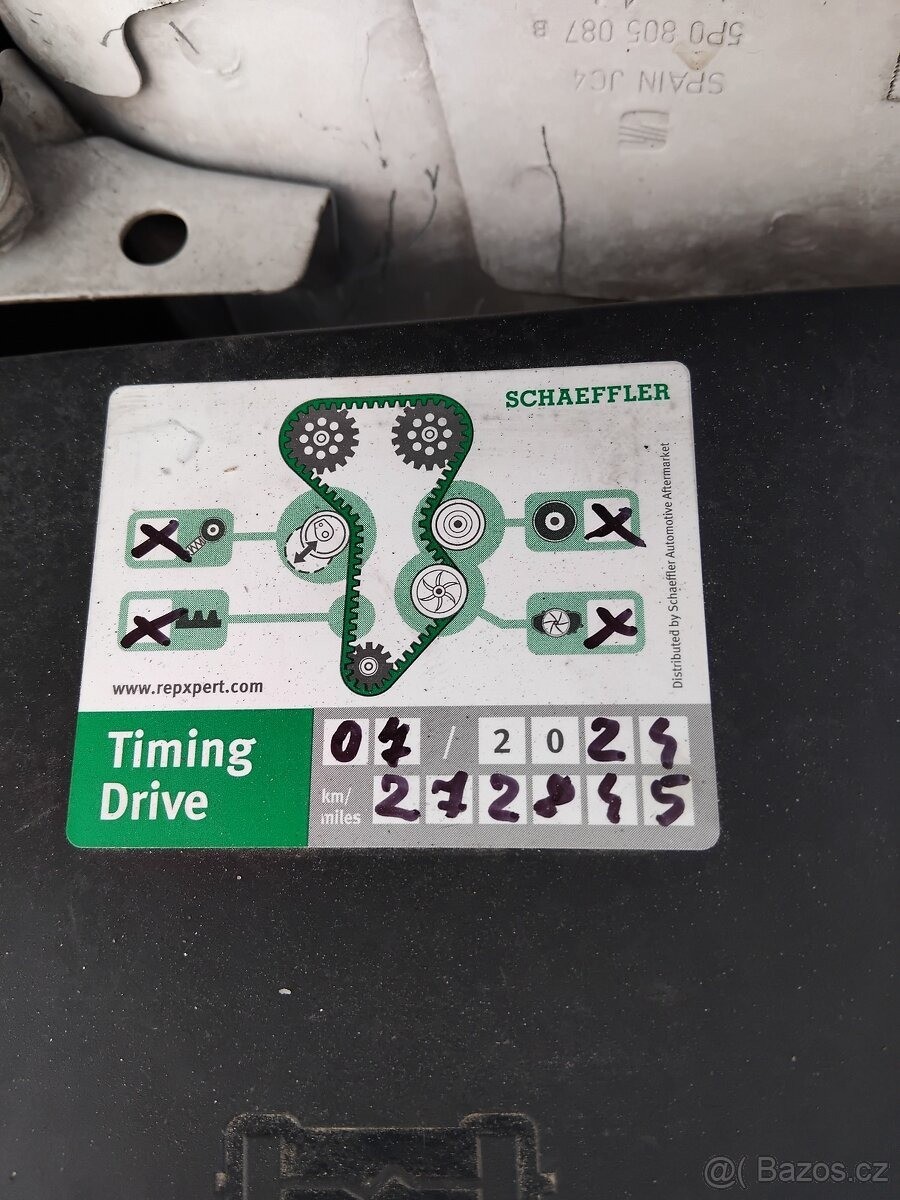 5P0 805 087 B
SPAIN JC4
SCHAEFFLER
X
X
X
X
Distributed by Schaeffler Automotive Aftermarket
www.repxpert.com
Timing
Drive
07 / 2024
km/
miles
272845
@( Bazos.cz